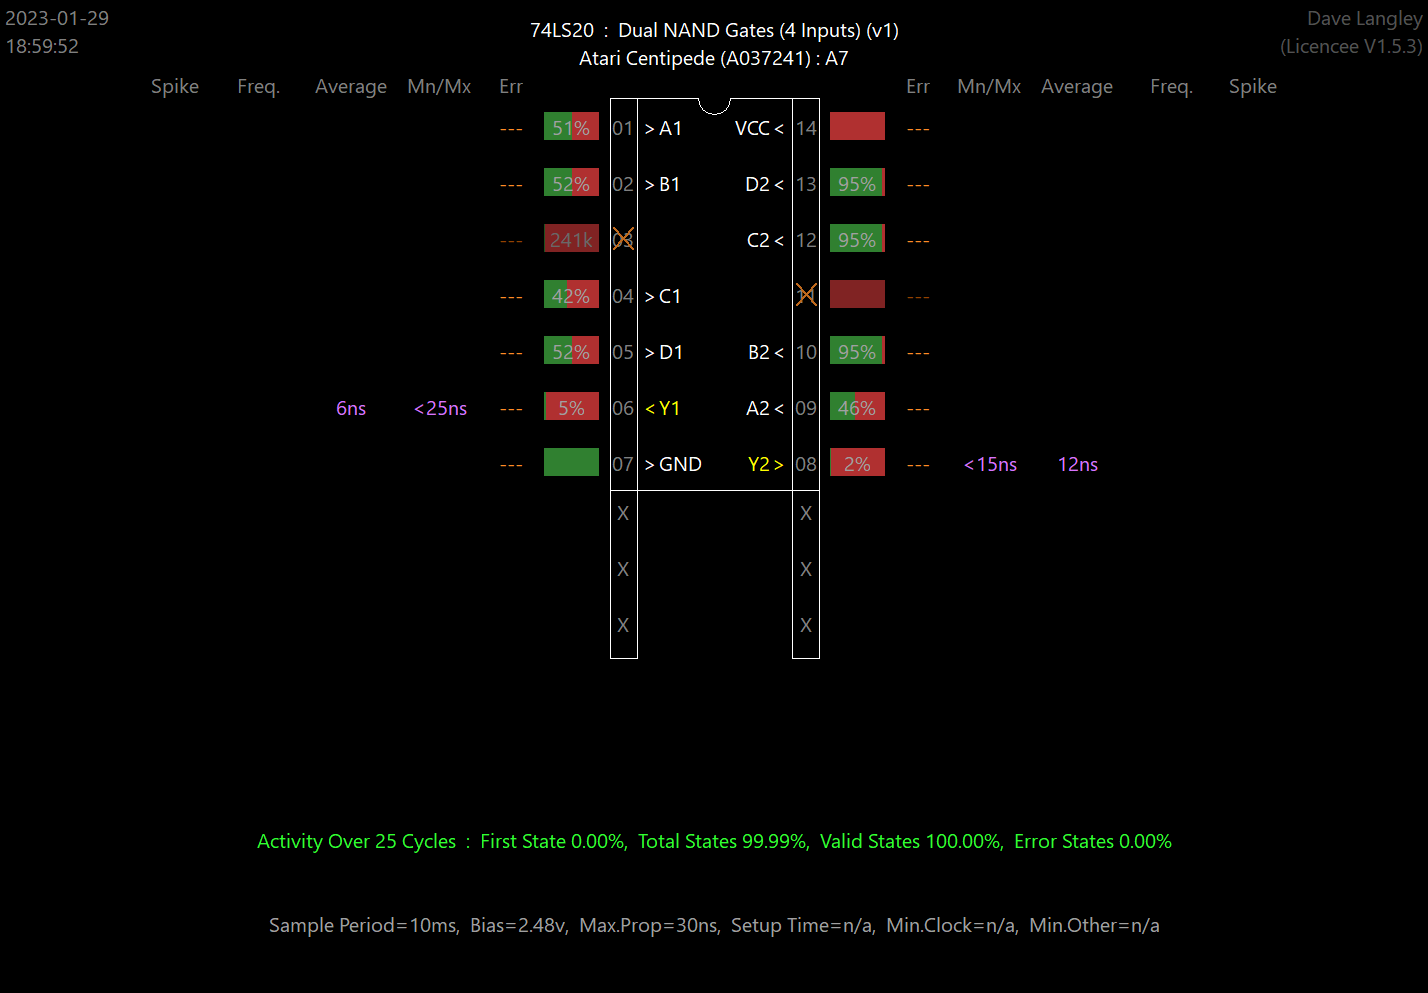 2023-01-29
18:59:52
74LS20 : Dual NAND Gates (4 Inputs) (v1)
Atari Centipede (A037241) : A7
Dave Langley
(Licencee V1.5.3)
Spike Freq. Average Mn/Mx Err Err Mn/Mx Average Freq. Spike
--- 51% 01 >A1 VCC< 14 ---
--- 52% 02 >B1 D2< 13 95% ---
--- 241k 03 C2< 12 95% ---
--- 42% 04 >C1 11 ---
--- 52% 05 >D1 B2< 10 95% ---
6ns <25ns --- 5% 06 <Y1 A2< 09 46% ---
--- 07 >GND Y2> 08 2% --- <15ns 12ns
X X
X X
X X
Activity Over 25 Cycles : First State 0.00%, Total States 99.99%, Valid States 100.00%, Error States 0.00%
Sample Period=10ms, Bias=2.48v, Max.Prop=30ns, Setup Time=n/a, Min.Clock=n/a, Min.Other=n/a